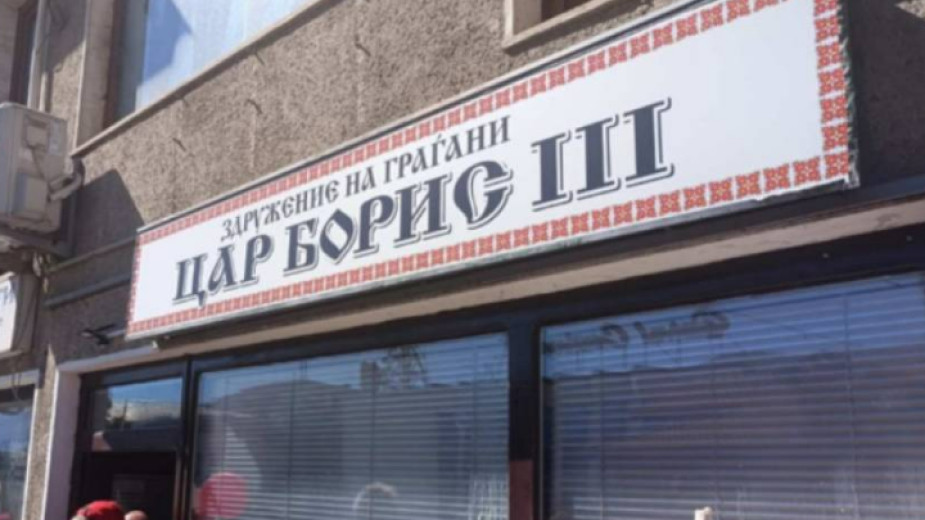 ЗДРУЖЕНИЕ НА ГРАЃАНИ
ЦАР БОРИС III